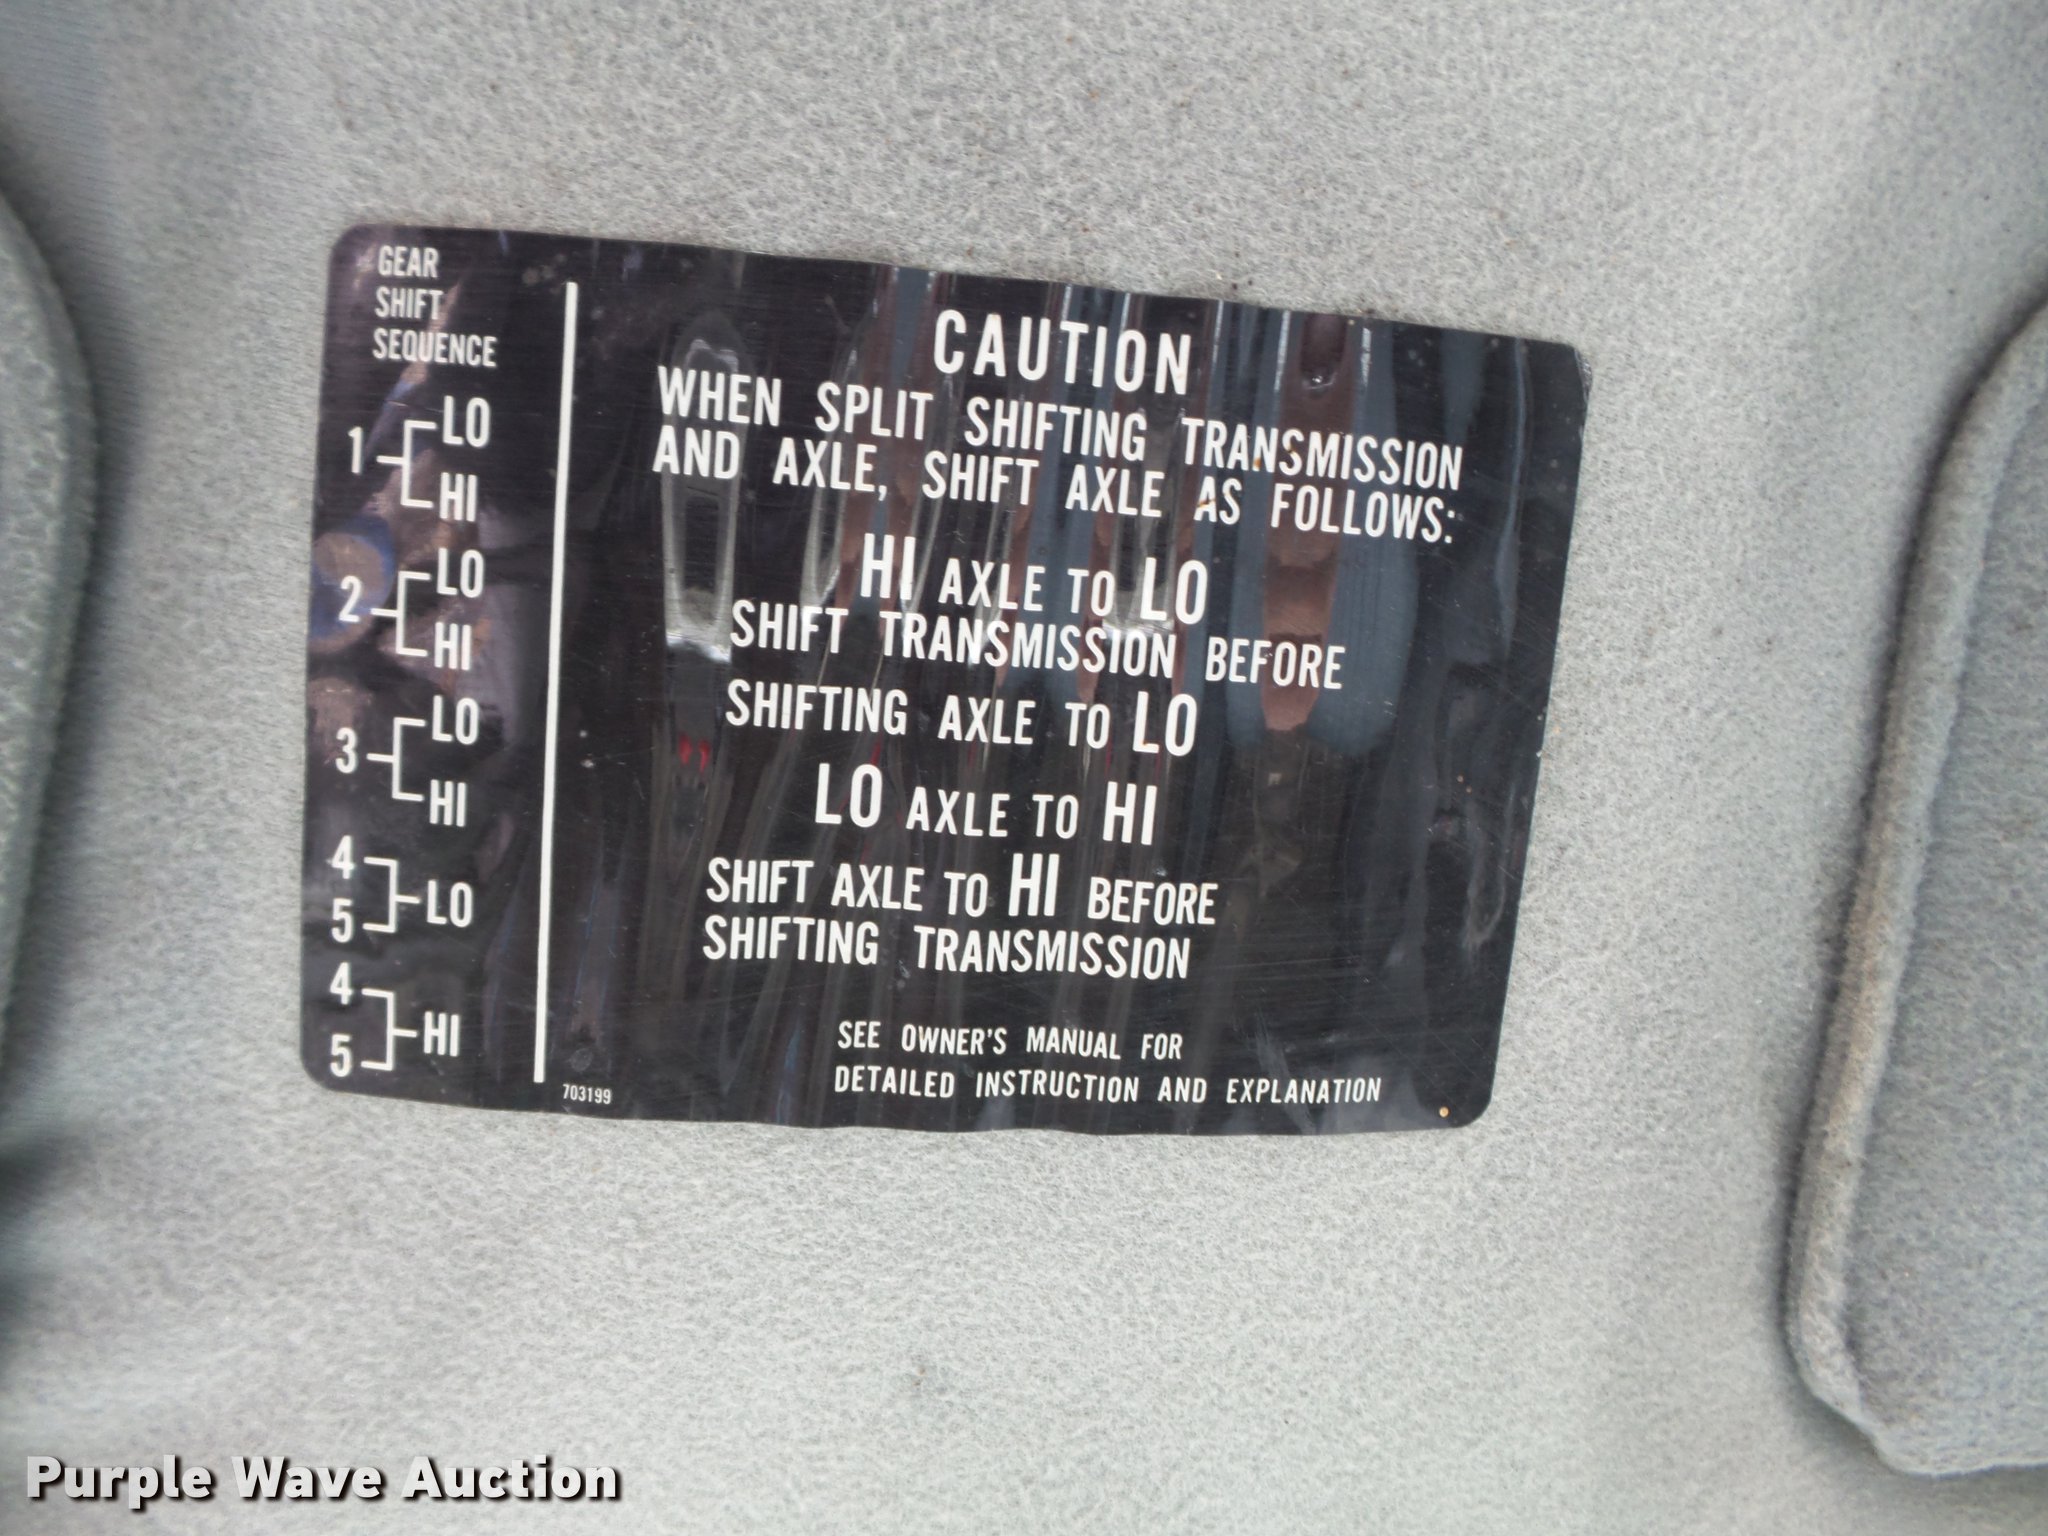 GEAR
SHIFT
SEQUENCE
1 LO
HI
2 LO
HI
3 LO
HI
4
5 LO
4
5 HI
CAUTION
WHEN SPLIT SHIFTING TRANSMISSION
AND AXLE, SHIFT AXLE AS FOLLOWS:
HI AXLE TO LO
SHIFT TRANSMISSION BEFORE
SHIFTING AXLE TO LO
LO AXLE TO HI
SHIFT AXLE TO HI BEFORE
SHIFTING TRANSMISSION
SEE OWNER'S MANUAL FOR
DETAILED INSTRUCTION AND EXPLANATION
703199
Purple Wave Auction